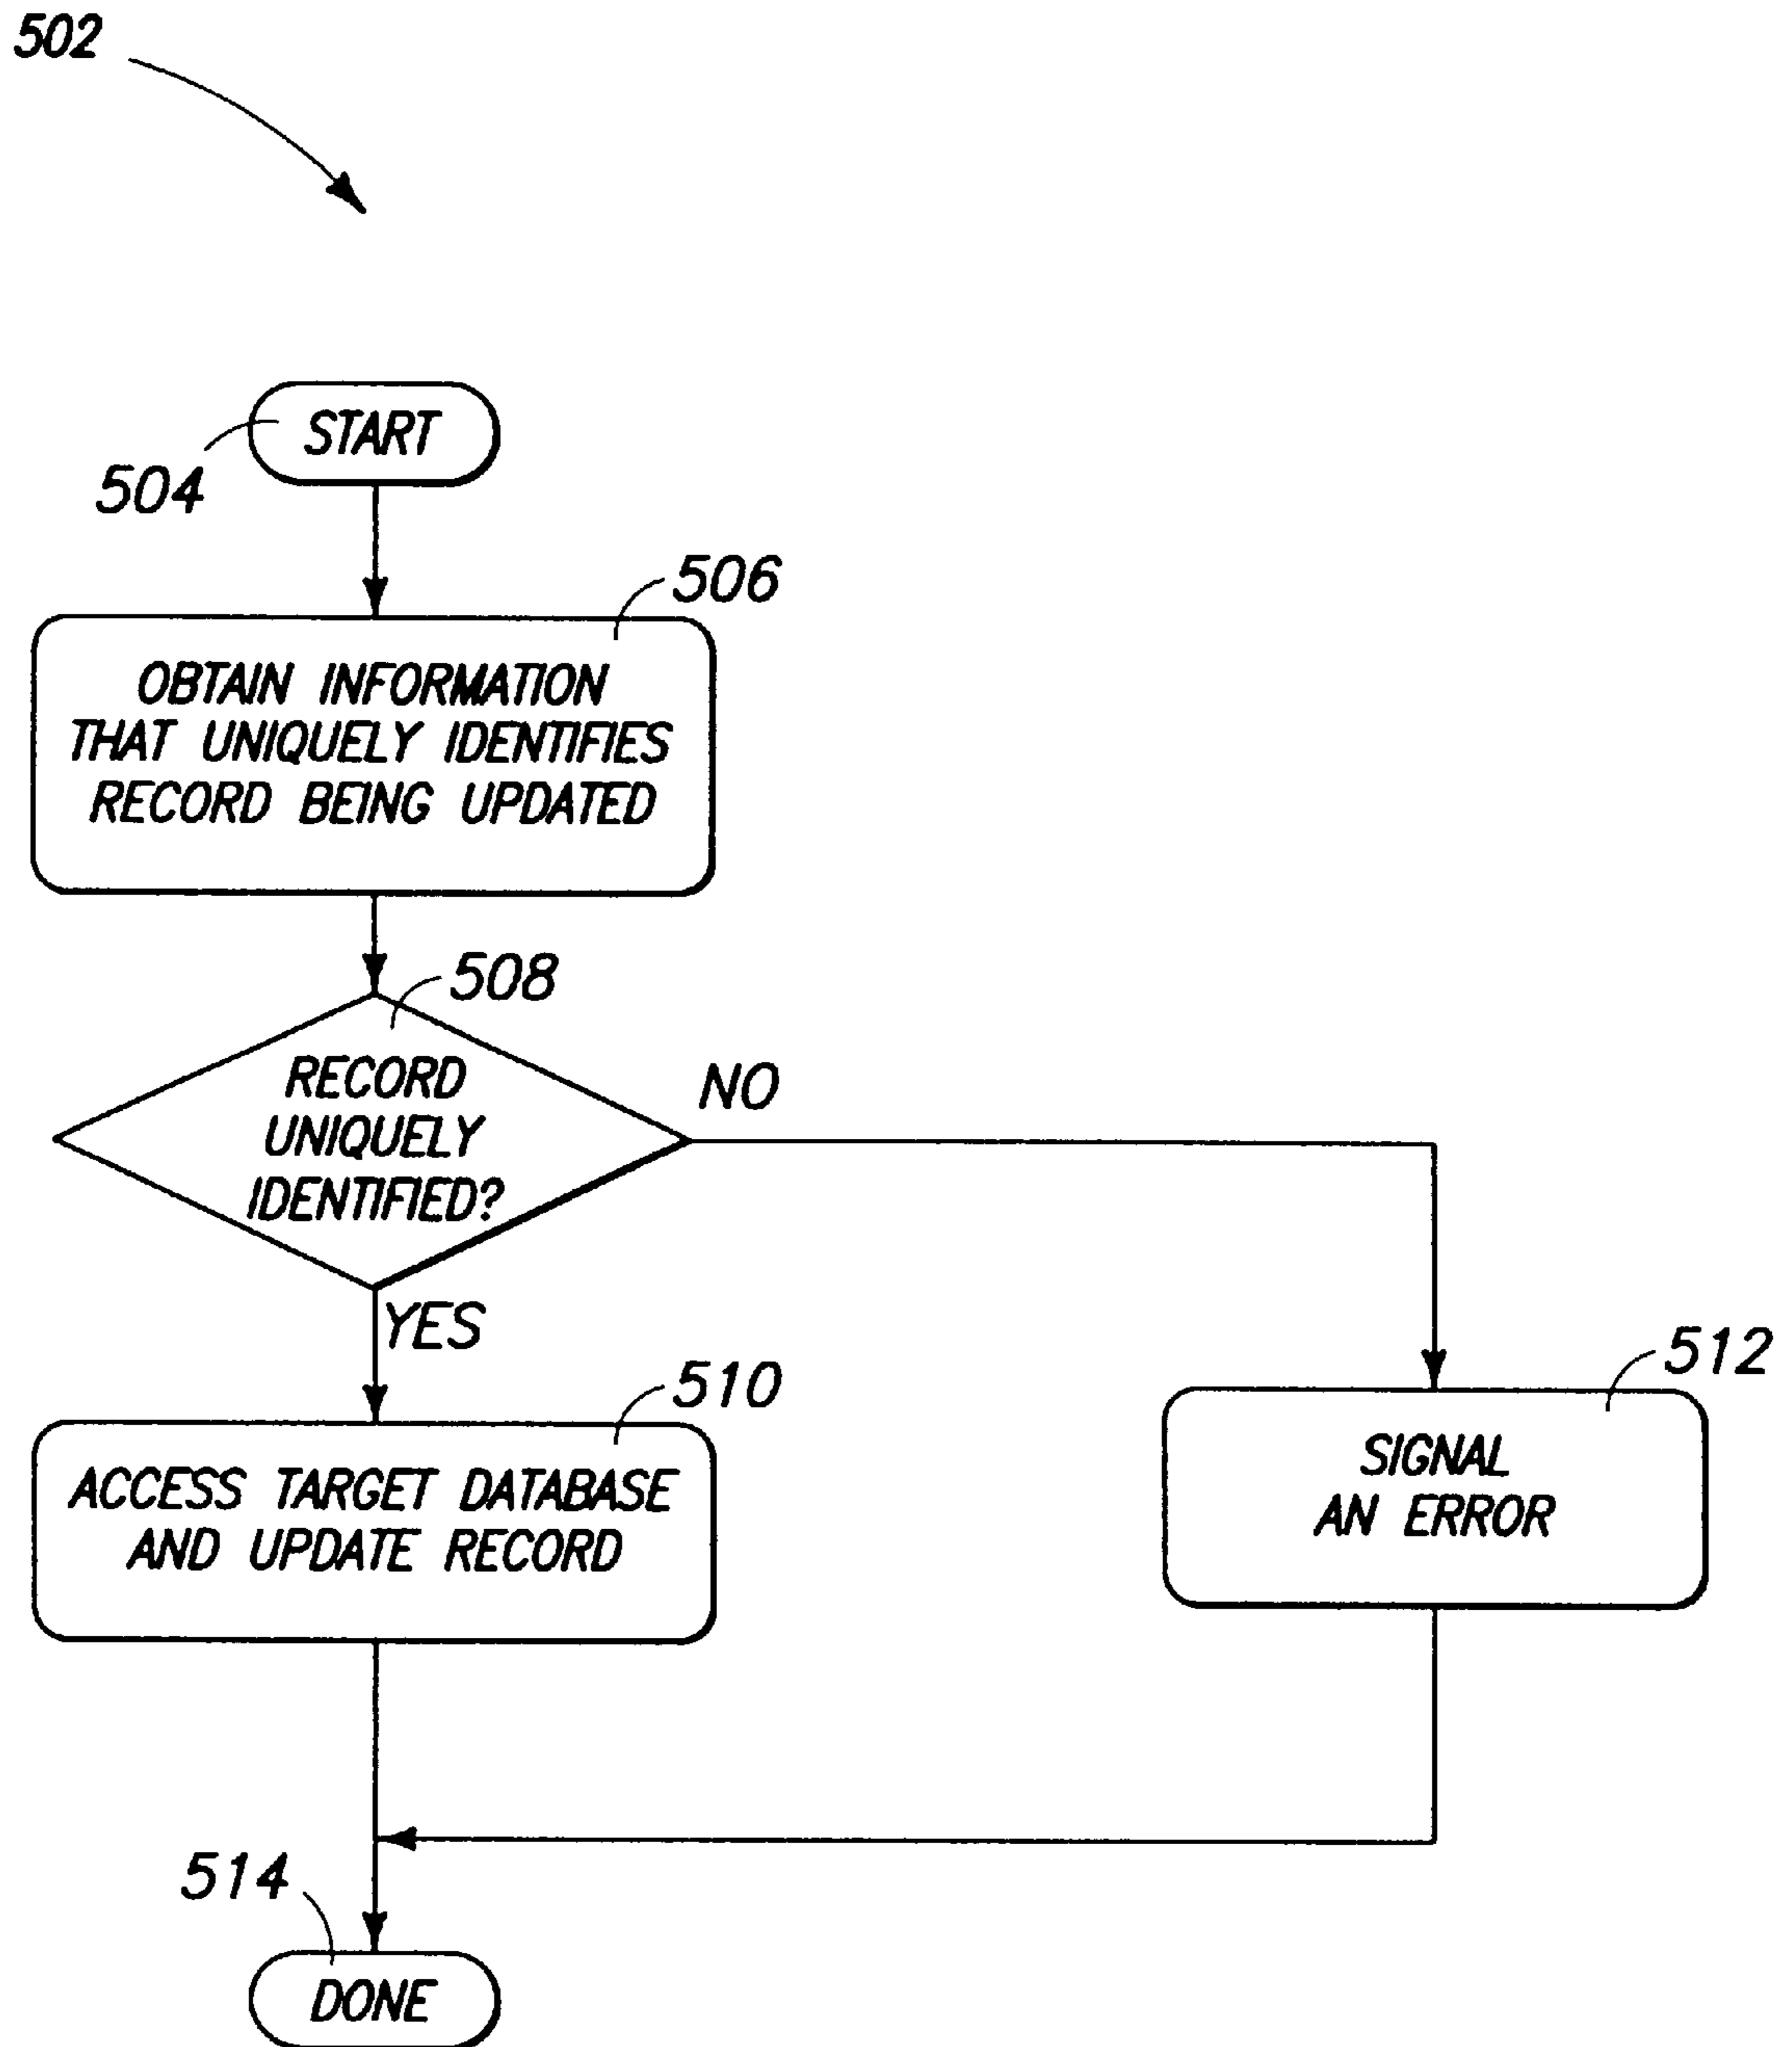 502
START
504
506
OBTAIN INFORMATION
THAT UNIQUELY IDENTIFIES
RECORD BEING UPDATED
508
RECORD
UNIQUELY
IDENTIFIED?
NO
YES
510
ACCESS TARGET DATABASE
AND UPDATE RECORD
512
SIGNAL
AN ERROR
514
DONE